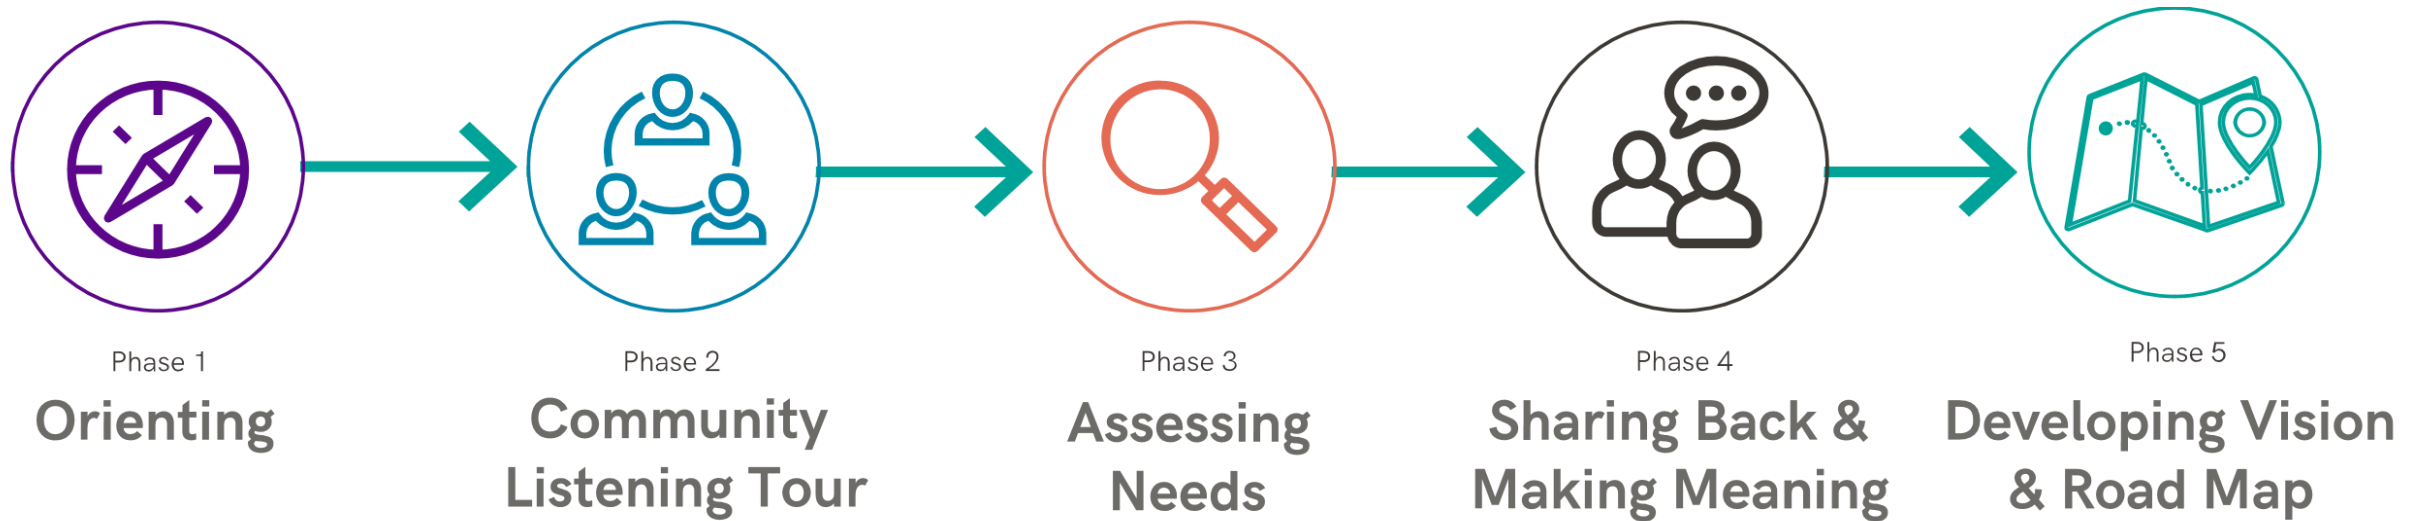 Phase 1
Orienting
Phase 2
Community
Listening Tour
Phase 3
Assessing
Needs
Phase 4
Sharing Back &
Making Meaning
Phase 5
Developing Vision
& Road Map